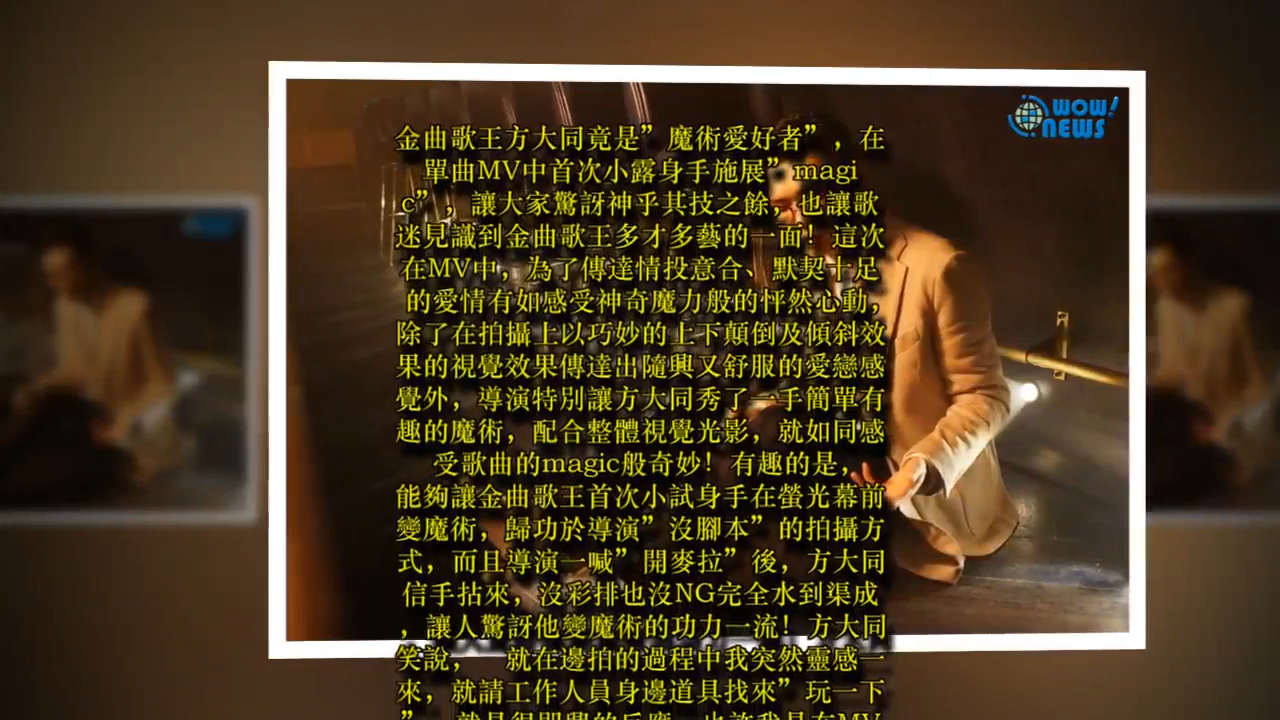 WOW!
NEWS
金曲歌王方大同竟是”魔術愛好者”，在
單曲MV中首次小露身手施展”magi
c”，讓大家驚訝神乎其技之餘，也讓歌
迷見識到金曲歌王多才多藝的一面！這次
在MV中，為了傳達情投意合、默契十足
的愛情有如感受神奇魔力般的怦然心動，
除了在拍攝上以巧妙的上下顛倒及傾斜效
果的視覺效果傳達出隨興又舒服的愛戀感
覺外，導演特別讓方大同秀了一手簡單有
趣的魔術，配合整體視覺光影，就如同感
受歌曲的magic般奇妙！有趣的是，
能夠讓金曲歌王首次小試身手在螢光幕前
變魔術，歸功於導演”沒腳本”的拍攝方
式，而且導演一喊”開麥拉”後，方大同
信手拈來，沒彩排也沒NG完全水到渠成
，讓人驚訝他變魔術的功力一流！方大同
笑說，　就在邊拍的過程中我突然靈感一
來，就請工作人員身邊道具找來”玩一下